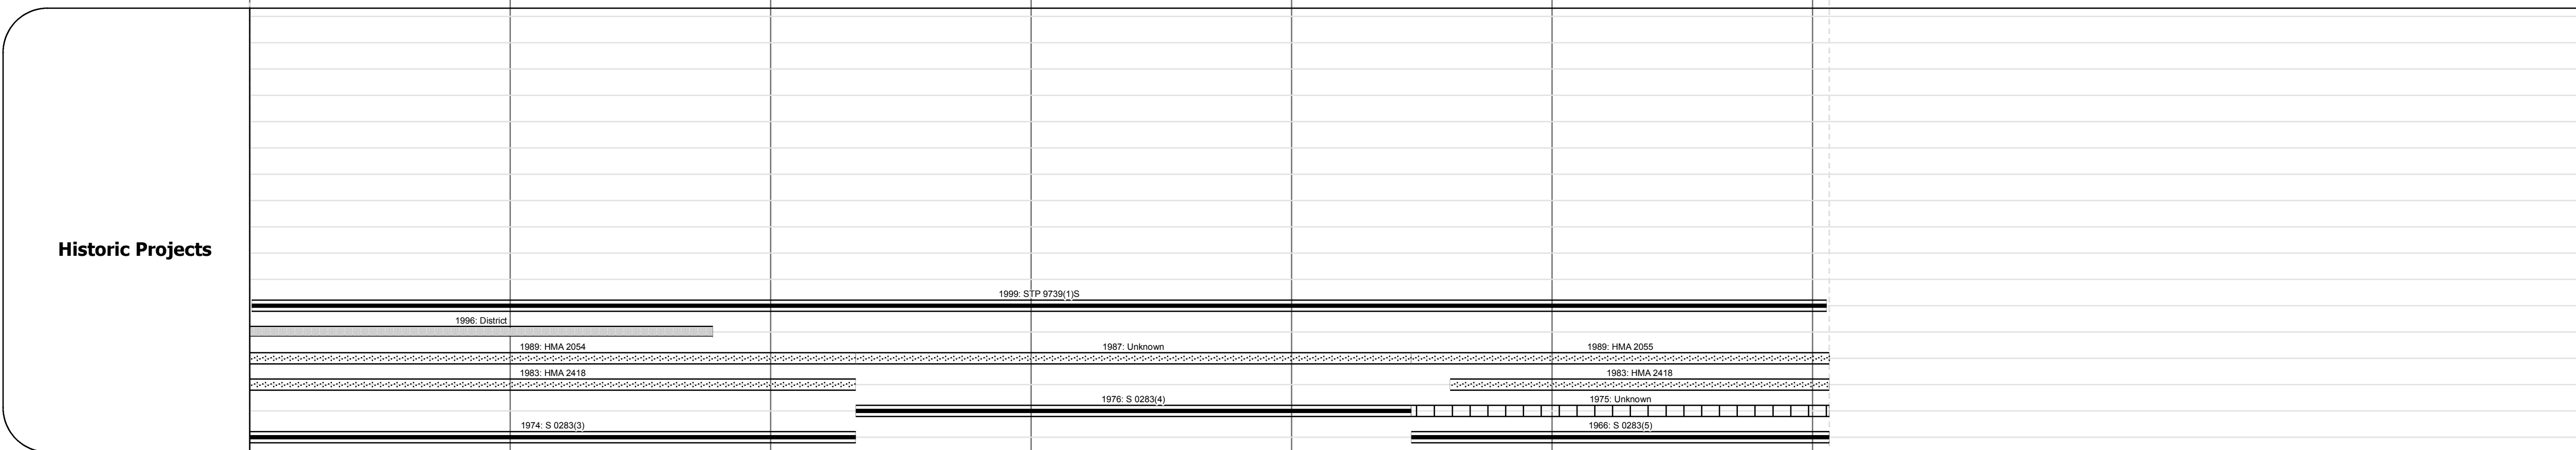 Historic Projects
1999: STP 9739(1)S
1996: District
1989: HMA 2054
1987: Unknown
1989: HMA 2055
1983: HMA 2418
1983: HMA 2418
1976: S 0283(4)
1975: Unknown
1974: S 0283(3)
1966: S 0283(5)